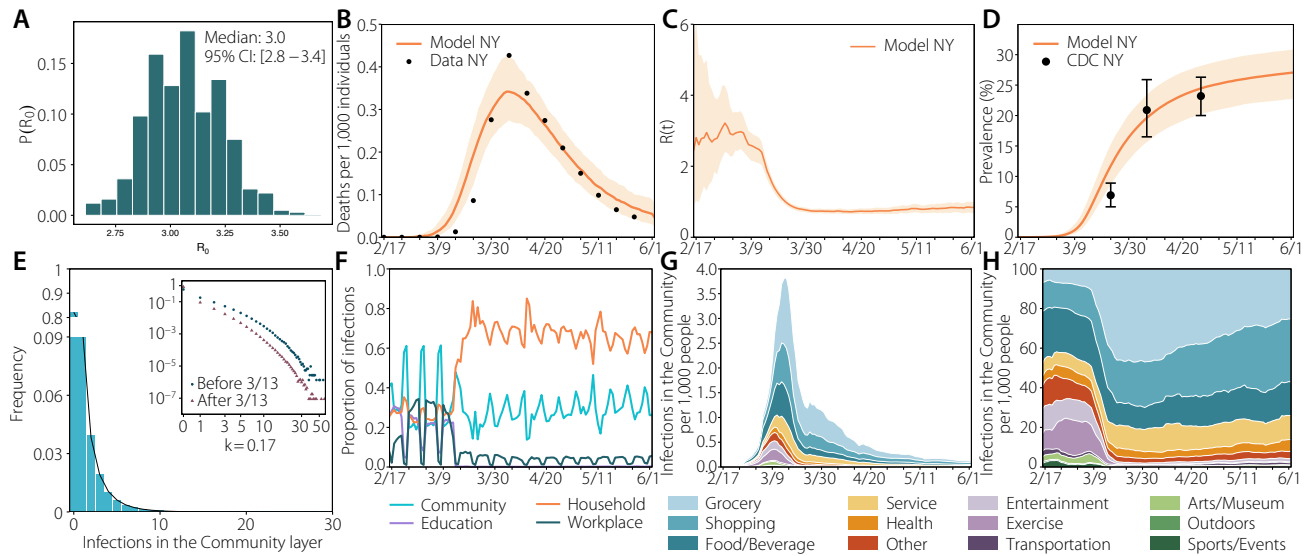 A
P(R0)
0.15
0.10
0.05
0.00
2.75
3.00
3.25
3.50
R0
Median: 3.0
95% CI: [2.8 – 3.4]
B
Deaths per 1,000 individuals
0.5
0.4
0.3
0.2
0.1
0.0
2/17
3/9
3/30
4/20
5/11
6/1
Model NY
Data NY
C
R(t)
6
4
2
0
2/17
3/9
3/30
4/20
5/11
6/1
Model NY
D
Prevalence (%)
30
25
20
15
10
5
0
2/17
3/9
3/30
4/20
5/11
6/1
Model NY
CDC NY
E
Frequency
1
0.9
0.8
0.09
0.06
0.03
0
0
10
20
30
Infections in the Community layer
1
10−1
10−3
10−5
10−7
0
1
3
5
10
30
50
Before 3/13
After 3/13
k = 0.17
F
Proportion of infections
1.0
0.8
0.6
0.4
0.2
0.0
2/17
3/9
3/30
4/20
5/11
6/1
Community
Household
Education
Workplace
G
Infections in the Community
per 1,000 people
4.0
3.5
3.0
2.5
2.0
1.5
1.0
0.5
0.0
2/17
3/9
3/30
4/20
5/11
6/1
H
Infections in the Community
per 1,000 people
100
80
60
40
20
0
2/17
3/9
3/30
4/20
5/11
6/1
Grocery
Shopping
Food/Beverage
Service
Health
Other
Entertainment
Exercise
Transportation
Arts/Museum
Outdoors
Sports/Events